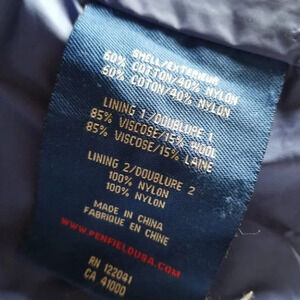 SHELL/EXTERIEUR
60% COTTON/40% NYLON
60% COTON/40% NYLON
LINING 1/DOUBLURE 1
85% VISCOSE/15% WOOL
85% VISCOSE/15% LAINE
LINING 2/DOUBLURE 2
100% NYLON
100% NYLON
MADE IN CHINA
FABRIQUE EN CHINE
WWW.PENFIELDUSA.COM
RN 122041
CA 41000